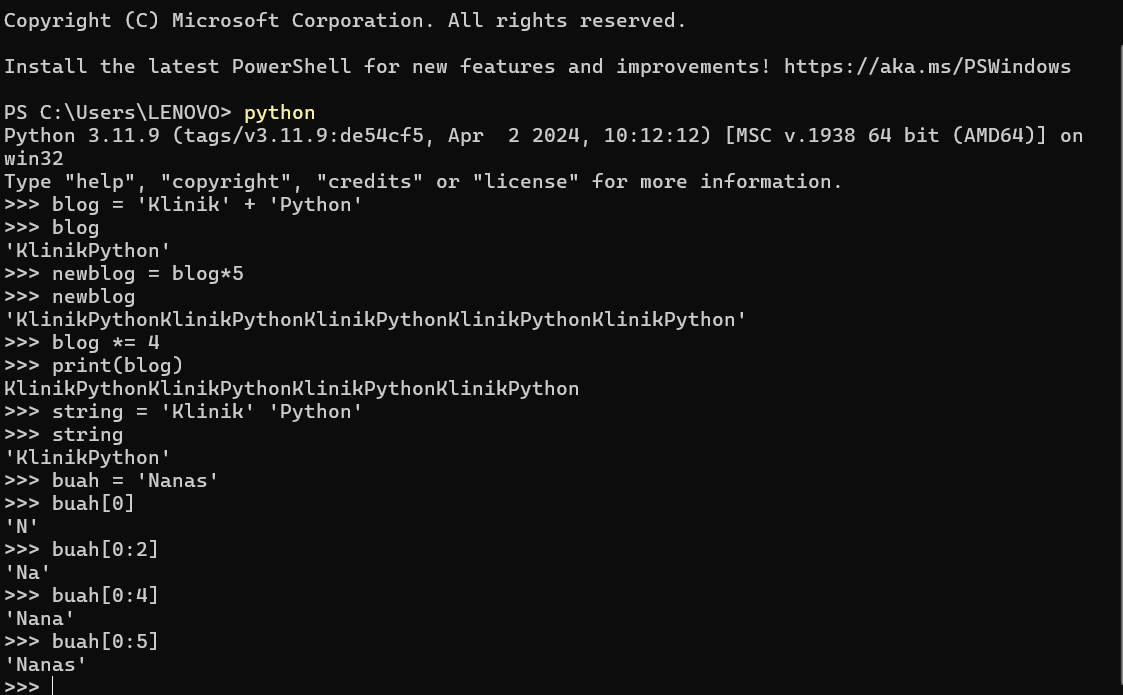 Copyright (C) Microsoft Corporation. All rights reserved.
Install the latest PowerShell for new features and improvements! https://aka.ms/PSWindows
PS C:\Users\LENOVO> python
Python 3.11.9 (tags/v3.11.9:de54cf5, Apr  2 2024, 10:12:12) [MSC v.1938 64 bit (AMD64)] on
win32
Type "help", "copyright", "credits" or "license" for more information.
>>> blog = 'Klinik' + 'Python'
>>> blog
'KlinikPython'
>>> newblog = blog*5
>>> newblog
'KlinikPythonKlinikPythonKlinikPythonKlinikPythonKlinikPython'
>>> blog *= 4
>>> print(blog)
KlinikPythonKlinikPythonKlinikPythonKlinikPython
>>> string = 'Klinik' 'Python'
>>> string
'KlinikPython'
>>> buah = 'Nanas'
>>> buah[0]
'N'
>>> buah[0:2]
'Na'
>>> buah[0:4]
'Nana'
>>> buah[0:5]
'Nanas'
>>>